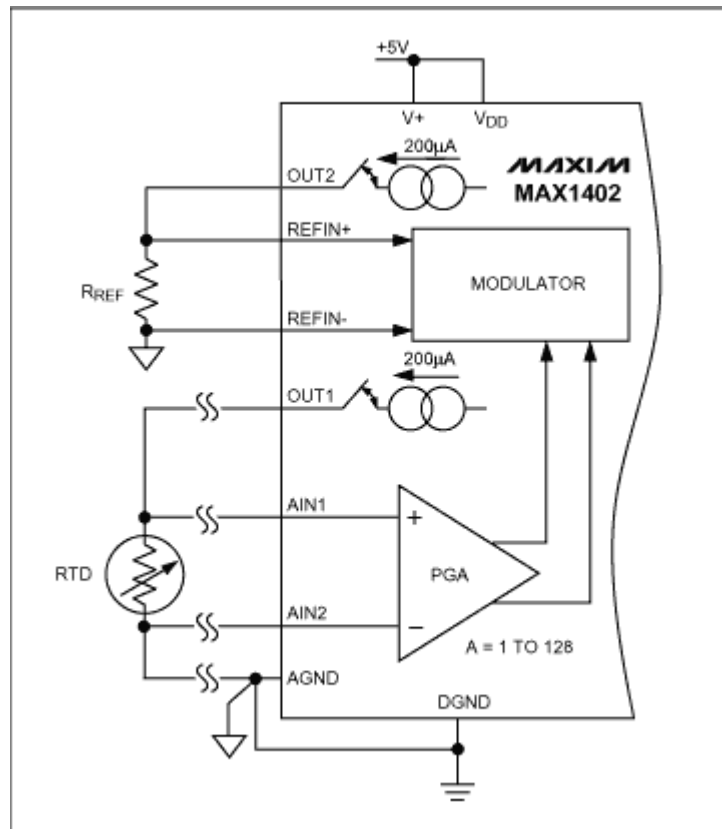 +5V
V+ VDD
200µA
OUT2
MAXIM
MAX1402
REFIN+
RREF
MODULATOR
REFIN-
200µA
OUT1
AIN1
+
RTD
PGA
AIN2
−
A = 1 TO 128
AGND
DGND